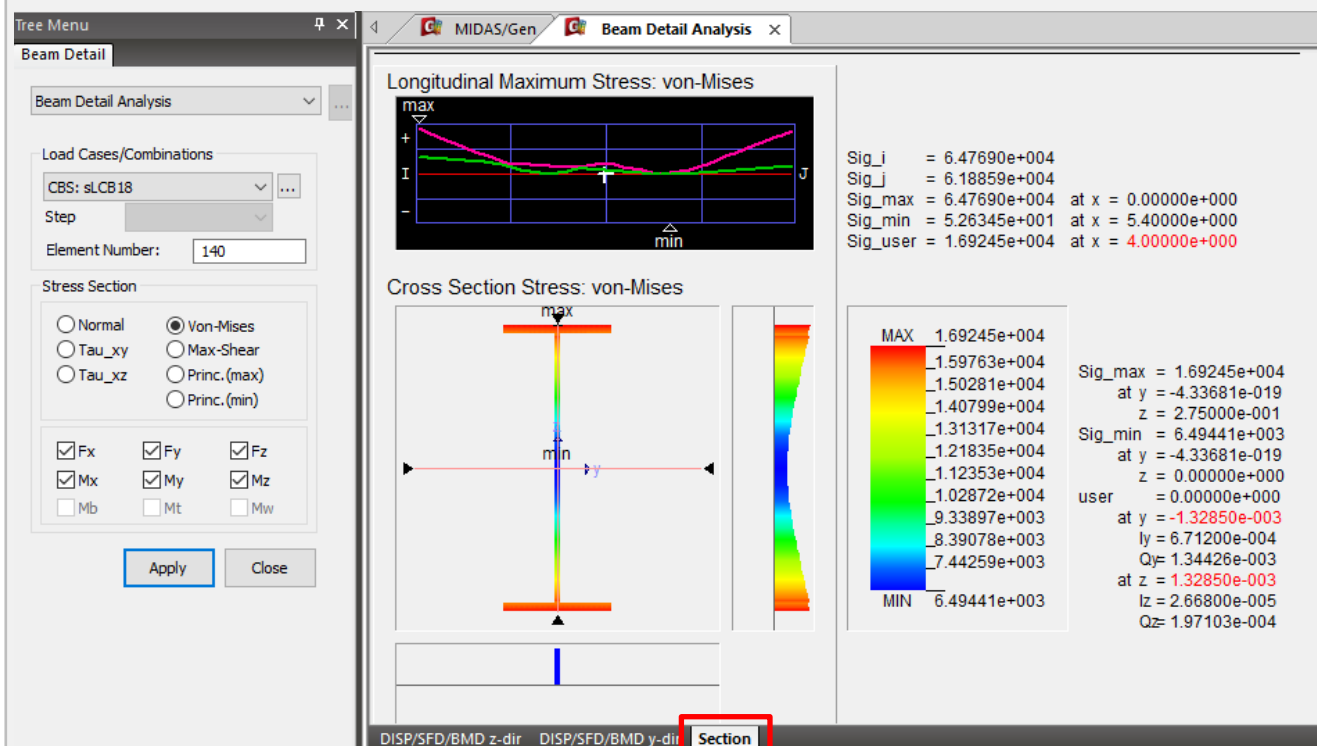 Tree Menu
MIDAS/Gen
Beam Detail Analysis
Beam Detail
Beam Detail Analysis
...
Load Cases/Combinations
CBS: sLCB18
...
Step
Element Number:
140
Stress Section
Normal
Von-Mises
Tau_xy
Max-Shear
Tau_xz
Princ.(max)
Princ.(min)
Fx
Fy
Fz
Mx
My
Mz
Mb
Mt
Mw
Apply
Close
Longitudinal Maximum Stress: von-Mises
max
+
I
J
-
min
Sig_i = 6.47690e+004
Sig_j = 6.18859e+004
Sig_max = 6.47690e+004 at x = 0.00000e+000
Sig_min = 5.26345e+001 at x = 5.40000e+000
Sig_user = 1.69245e+004 at x = 4.00000e+000
Cross Section Stress: von-Mises
max
min
y
MAX 1.69245e+004
1.59763e+004
1.50281e+004
1.40799e+004
1.31317e+004
1.21835e+004
1.12353e+004
1.02872e+004
9.33897e+003
8.39078e+003
7.44259e+003
MIN 6.49441e+003
Sig_max = 1.69245e+004
at y = -4.33681e-019
z = 2.75000e-001
Sig_min = 6.49441e+003
at y = -4.33681e-019
z = 0.00000e+000
user = 0.00000e+000
at y = -1.32850e-003
Iy = 6.71200e-004
Qy= 1.34426e-003
at z = 1.32850e-003
Iz = 2.66800e-005
Qz= 1.97103e-004
DISP/SFD/BMD z-dir
DISP/SFD/BMD y-dir
Section